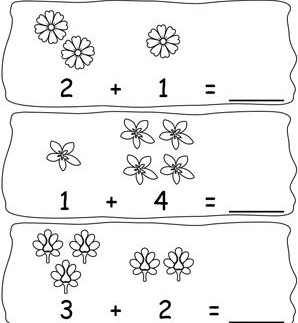 2 + 1 = ____
1 + 4 = ____
3 + 2 = ____